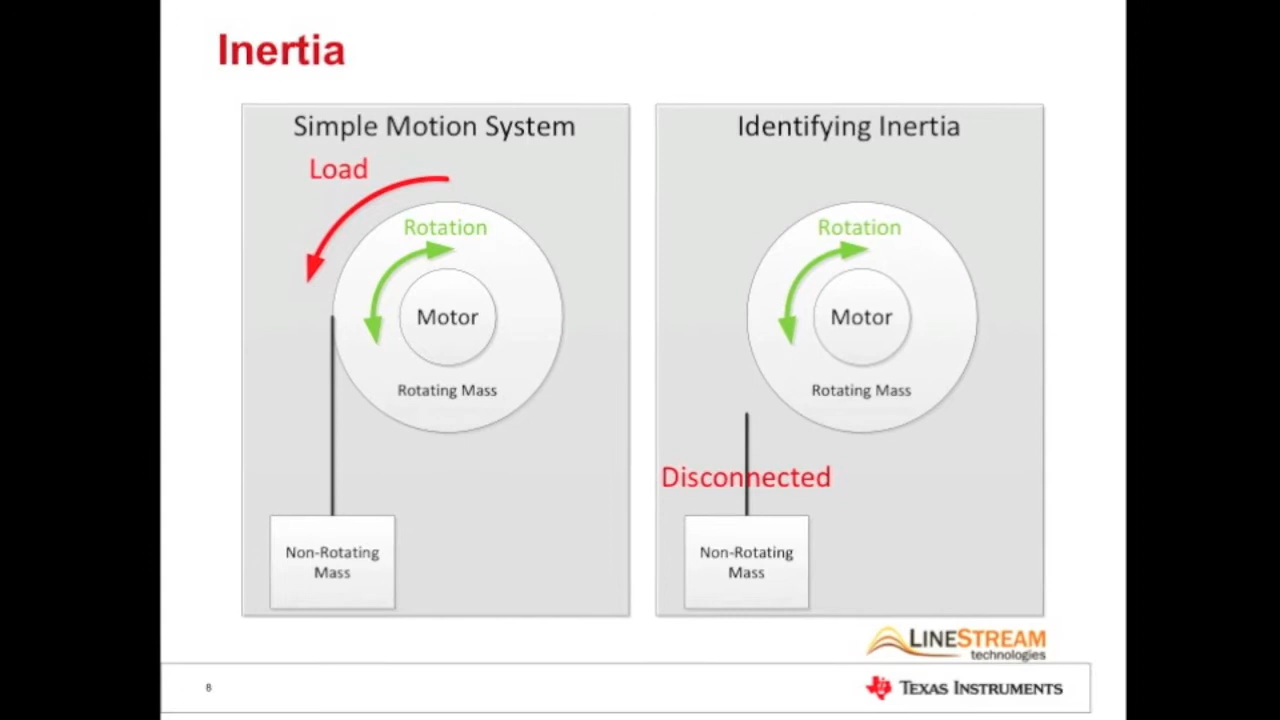 Inertia
Simple Motion System
Load
Rotation
Motor
Rotating Mass
Non-Rotating
Mass
Identifying Inertia
Rotation
Motor
Rotating Mass
Disconnected
Non-Rotating
Mass
LINESTREAM
technologies
8
TEXAS INSTRUMENTS